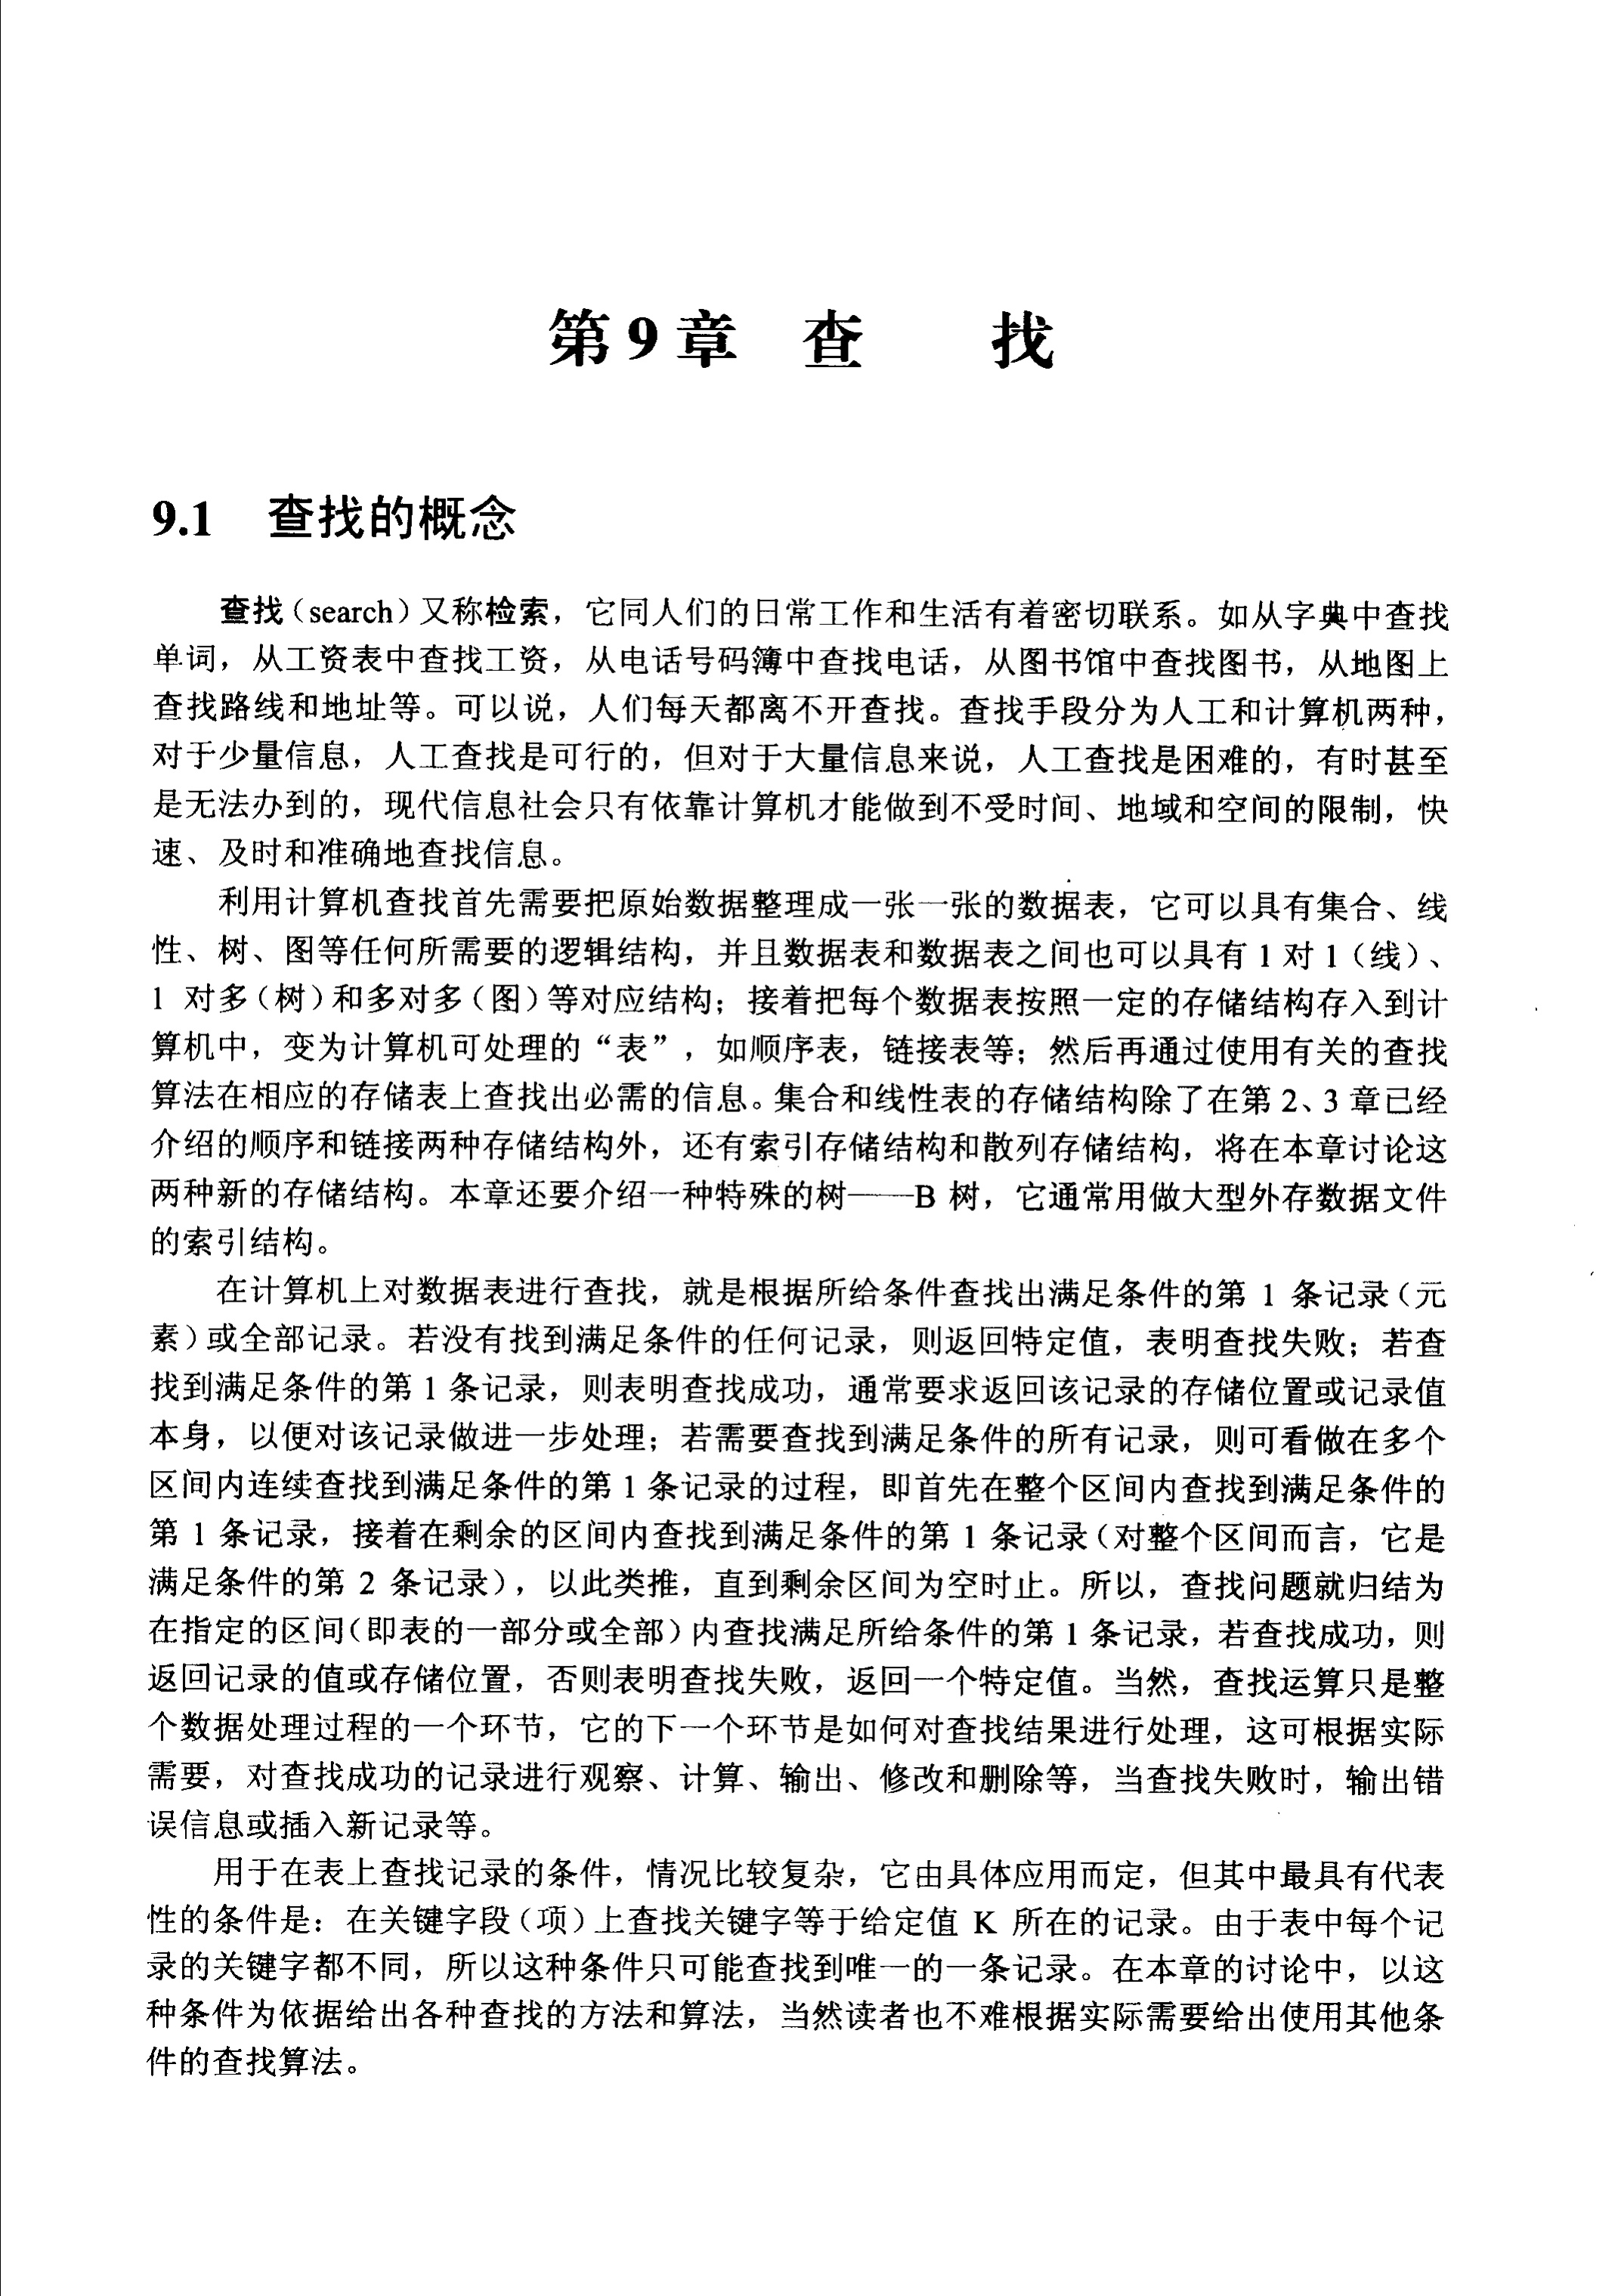 第9章 查 找
9.1 查找的概念
查找（search）又称检索，它同人们的日常工作和生活有着密切联系。如从字典中查找
单词，从工资表中查找工资，从电话号码簿中查找电话，从图书馆中查找图书，从地图上
查找路线和地址等。可以说，人们每天都离不开查找。查找手段分为人工和计算机两种，
对于少量信息，人工查找是可行的，但对于大量信息来说，人工查找是困难的，有时甚至
是无法办到的，现代信息社会只有依靠计算机才能做到不受时间、地域和空间的限制，快
速、及时和准确地查找信息。
利用计算机查找首先需要把原始数据整理成一张一张的数据表，它可以具有集合、线
性、树、图等任何所需要的逻辑结构，并且数据表和数据表之间也可以具有 1 对 1（线）、
1 对多（树）和多对多（图）等对应结构；接着把每个数据表按照一定的存储结构存入到计
算机中，变为计算机可处理的“表”，如顺序表，链接表等；然后再通过使用有关的查找
算法在相应的存储表上查找出必需的信息。集合和线性表的存储结构除了在第 2、3 章已经
介绍的顺序和链接两种存储结构外，还有索引存储结构和散列存储结构，将在本章讨论这
两种新的存储结构。本章还要介绍一种特殊的树——B 树，它通常用做大型外存数据文件
的索引结构。
在计算机上对数据表进行查找，就是根据所给条件查找出满足条件的第 1 条记录（元
素）或全部记录。若没有找到满足条件的任何记录，则返回特定值，表明查找失败；若查
找到满足条件的第 1 条记录，则表明查找成功，通常要求返回该记录的存储位置或记录值
本身，以便对该记录做进一步处理；若需要查找到满足条件的所有记录，则可看做在多个
区间内连续查找到满足条件的第 1 条记录的过程，即首先在整个区间内查找到满足条件的
第 1 条记录，接着在剩余的区间内查找到满足条件的第 1 条记录（对整个区间而言，它是
满足条件的第 2 条记录），以此类推，直到剩余区间为空时止。所以，查找问题就归结为
在指定的区间（即表的一部分或全部）内查找满足所给条件的第 1 条记录，若查找成功，则
返回记录的值或存储位置，否则表明查找失败，返回一个特定值。当然，查找运算只是整
个数据处理过程的一个环节，它的下一个环节是如何对查找结果进行处理，这可根据实际
需要，对查找成功的记录进行观察、计算、输出、修改和删除等，当查找失败时，输出错
误信息或插入新记录等。
用于在表上查找记录的条件，情况比较复杂，它由具体应用而定，但其中最具有代表
性的条件是：在关键字段（项）上查找关键字等于给定值 K 所在的记录。由于表中每个记
录的关键字都不同，所以这种条件只可能查找到唯一的一条记录。在本章的讨论中，以这
种条件为依据给出各种查找的方法和算法，当然读者也不难根据实际需要给出使用其他条
件的查找算法。